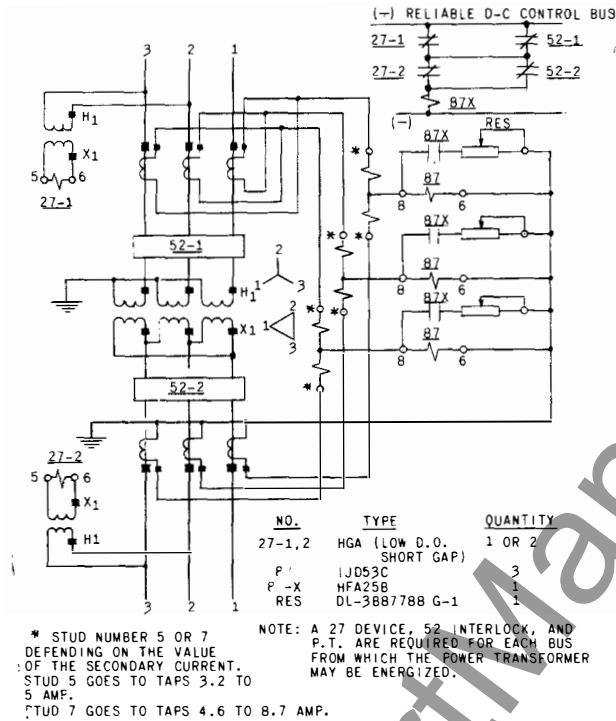 (–) RELIABLE D-C CONTROL BUS
27-1 52-1
27-2 52-2
87X
(–)
3 2 1
H1
X1
5 6
27-1
52-1
2
1 3
H1
X1
2
1
3
52-2
87X RES
*
87
8 6
87X
* *
87
8 6
87X
* *
87
8 6
*
27-2
5 6
X1
H1
3 2 1
NO. TYPE QUANTITY
27-1,2 HGA (LOW D.O. 1 OR 2
SHORT GAP)
IJD53C 3
-X HFA25B 1
RES DL-3887788 G-1 1
* STUD NUMBER 5 OR 7
DEPENDING ON THE VALUE
OF THE SECONDARY CURRENT.
STUD 5 GOES TO TAPS 3.2 TO
5 AMP.
STUD 7 GOES TO TAPS 4.6 TO 8.7 AMP.
NOTE: A 27 DEVICE, 52 INTERLOCK, AND
P.T. ARE REQUIRED FOR EACH BUS
FROM WHICH THE POWER TRANSFORMER
MAY BE ENERGIZED.